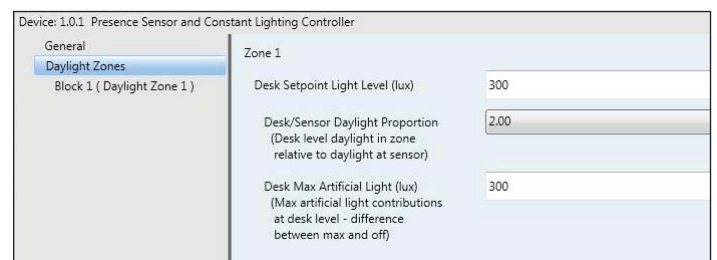 Device: 1.0.1 Presence Sensor and Constant Lighting Controller
General
Daylight Zones
Block 1 ( Daylight Zone 1 )
Zone 1
Desk Setpoint Light Level (lux) 300
Desk/Sensor Daylight Proportion 2.00
(Desk level daylight in zone
relative to daylight at sensor)
Desk Max Artificial Light (lux) 300
(Max artificial light contributions
at desk level - difference
between max and off)